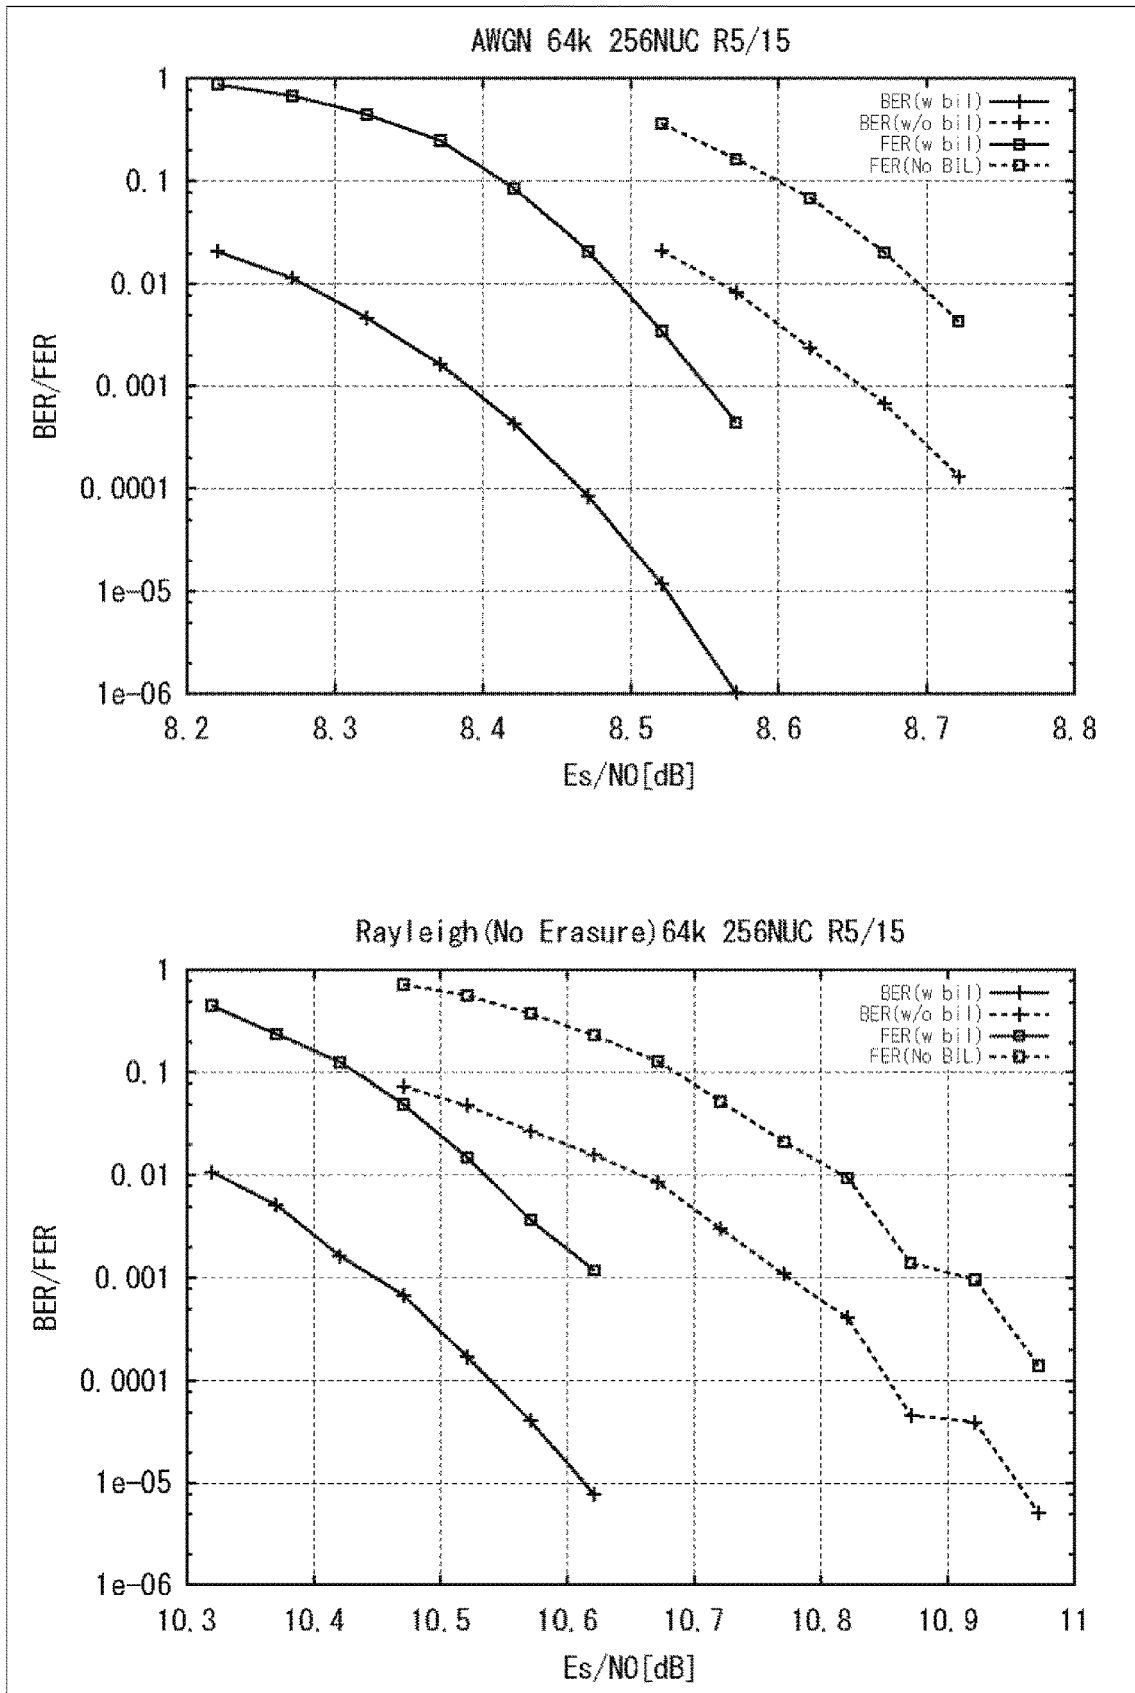 AWGN 64k 256NUC R5/15
BER(w bil)
BER(w/o bil)
FER(w bil)
FER(No BIL)
1
0.1
0.01
0.001
0.0001
1e-05
1e-06
BER/FER
8.2 8.3 8.4 8.5 8.6 8.7 8.8
Es/N0[dB]
Rayleigh(No Erasure)64k 256NUC R5/15
BER(w bil)
BER(w/o bil)
FER(w bil)
FER(No BIL)
1
0.1
0.01
0.001
0.0001
1e-05
1e-06
BER/FER
10.3 10.4 10.5 10.6 10.7 10.8 10.9 11
Es/N0[dB]